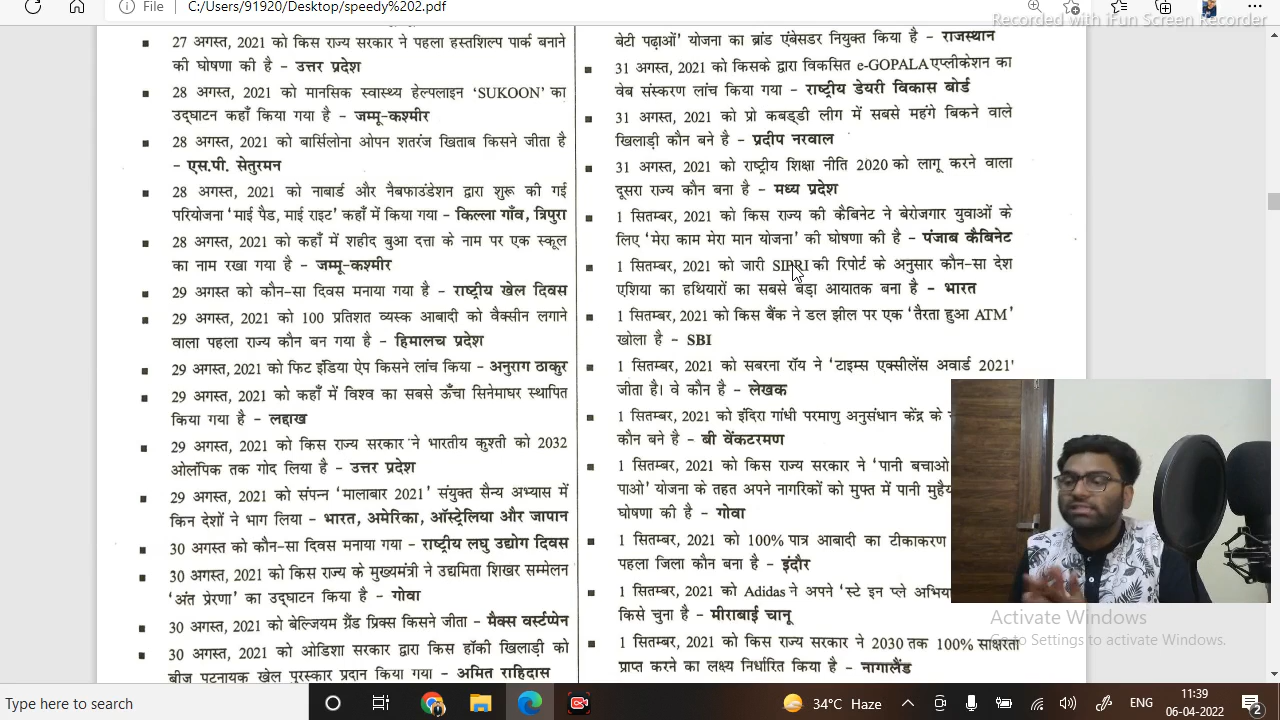 File
C:/Users/91920/Desktop/speedy%202.pdf
Recorded with iFun Screen Recorder
27 अगस्त, 2021 को किस राज्य सरकार ने पहला हस्तशिल्प पार्क बनाने
की घोषणा की है - उत्तर प्रदेश
28 अगस्त, 2021 को मानसिक स्वास्थ्य हेल्पलाइन 'SUKOON' का
उद्घाटन कहाँ किया गया है - जम्मू-कश्मीर
28 अगस्त, 2021 को बार्सिलोना ओपन शतरंज खिताब किसने जीता है
- एस.पी. सेतुरमन
28 अगस्त, 2021 को नाबार्ड और नैबफाउंडेशन द्वारा शुरू की गई
परियोजना 'माई पैड, माई राइट' कहाँ में किया गया - किल्ला गाँव, त्रिपुरा
28 अगस्त, 2021 को कहाँ में शहीद बुआ दत्ता के नाम पर एक स्कूल
का नाम रखा गया है - जम्मू-कश्मीर
29 अगस्त को कौन-सा दिवस मनाया गया है - राष्ट्रीय खेल दिवस
29 अगस्त, 2021 को 100 प्रतिशत व्यस्क आबादी को वैक्सीन लगाने
वाला पहला राज्य कौन बन गया है - हिमालच प्रदेश
29 अगस्त, 2021 को फिट इंडिया ऐप किसने लांच किया - अनुराग ठाकुर
29 अगस्त, 2021 को कहाँ में विश्व का सबसे ऊँचा सिनेमाघर स्थापित
किया गया है - लद्दाख
29 अगस्त, 2021 को किस राज्य सरकार ने भारतीय कुश्ती को 2032
ओलंपिक तक गोद लिया है - उत्तर प्रदेश
29 अगस्त, 2021 को संपन्न 'मालाबार 2021' संयुक्त सैन्य अभ्यास में
किन देशों ने भाग लिया - भारत, अमेरिका, ऑस्ट्रेलिया और जापान
30 अगस्त को कौन-सा दिवस मनाया गया - राष्ट्रीय लघु उद्योग दिवस
30 अगस्त, 2021 को किस राज्य के मुख्यमंत्री ने उद्यमिता शिखर सम्मेलन
'अंत प्रेरणा' का उद्घाटन किया है - गोवा
30 अगस्त, 2021 को बेल्जियम ग्रैंड प्रिक्स किसने जीता - मैक्स वर्स्टप्पेन
30 अगस्त, 2021 को ओडिशा सरकार द्वारा किस हॉकी खिलाड़ी को
बीजू पटनायक खेल पुरस्कार प्रदान किया गया - अमित राहिदास
बेटी पढ़ाओं' योजना का ब्रांड एंबेसडर नियुक्त किया है - राजस्थान
31 अगस्त, 2021 को किसके द्वारा विकसित e-GOPALA एप्लीकेशन का
वेब संस्करण लांच किया गया - राष्ट्रीय डेयरी विकास बोर्ड
31 अगस्त, 2021 को प्रो कबड्डी लीग में सबसे महंगे बिकने वाले
खिलाड़ी कौन बने है - प्रदीप नरवाल
31 अगस्त, 2021 को राष्ट्रीय शिक्षा नीति 2020 को लागू करने वाला
दूसरा राज्य कौन बना है - मध्य प्रदेश
1 सितम्बर, 2021 को किस राज्य की कैबिनेट ने बेरोजगार युवाओं के
लिए 'मेरा काम मेरा मान योजना' की घोषणा की है - पंजाब कैबिनेट
1 सितम्बर, 2021 को जारी SIPRI की रिपोर्ट के अनुसार कौन-सा देश
एशिया का हथियारों का सबसे बड़ा आयातक बना है - भारत
1 सितम्बर, 2021 को किस बैंक ने डल झील पर एक 'तैरता हुआ ATM'
खोला है - SBI
1 सितम्बर, 2021 को सबरना रॉय ने 'टाइम्स एक्सीलेंस अवार्ड 2021'
जीता है। वे कौन है - लेखक
1 सितम्बर, 2021 को इंदिरा गांधी परमाणु अनुसंधान केंद्र के
कौन बने है - बी वेंकटरमण
1 सितम्बर, 2021 को किस राज्य सरकार ने 'पानी बचाओ
पाओ' योजना के तहत अपने नागरिकों को मुफ्त में पानी
घोषणा की है - गोवा
1 सितम्बर, 2021 को 100% पात्र आबादी का टीकाकरण
पहला जिला कौन बना है - इंदौर
1 सितम्बर, 2021 को Adidas ने अपने 'स्टे इन प्ले
किसे चुना है - मीराबाई चानू
1 सितम्बर, 2021 को किस राज्य सरकार ने 2030 तक 100% साक्षरता
प्राप्त करने का लक्ष्य निर्धारित किया है - नागालैंड
Activate Windows
Go to Settings to activate Windows.
Type here to search
34°C Haze
ENG
11:39
06-04-2022
2